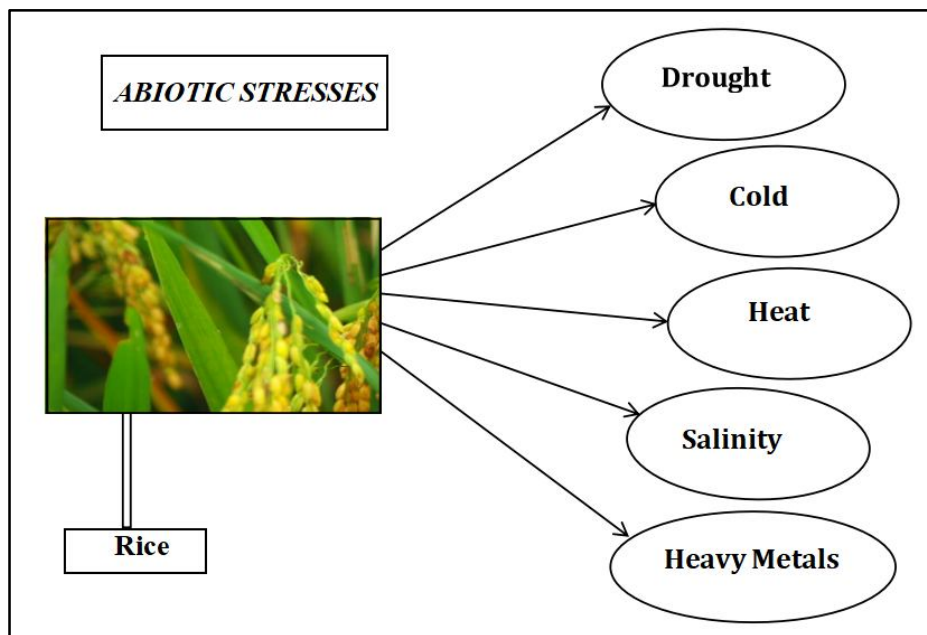 ABIOTIC STRESSES
Drought
Cold
Heat
Salinity
Heavy Metals
Rice